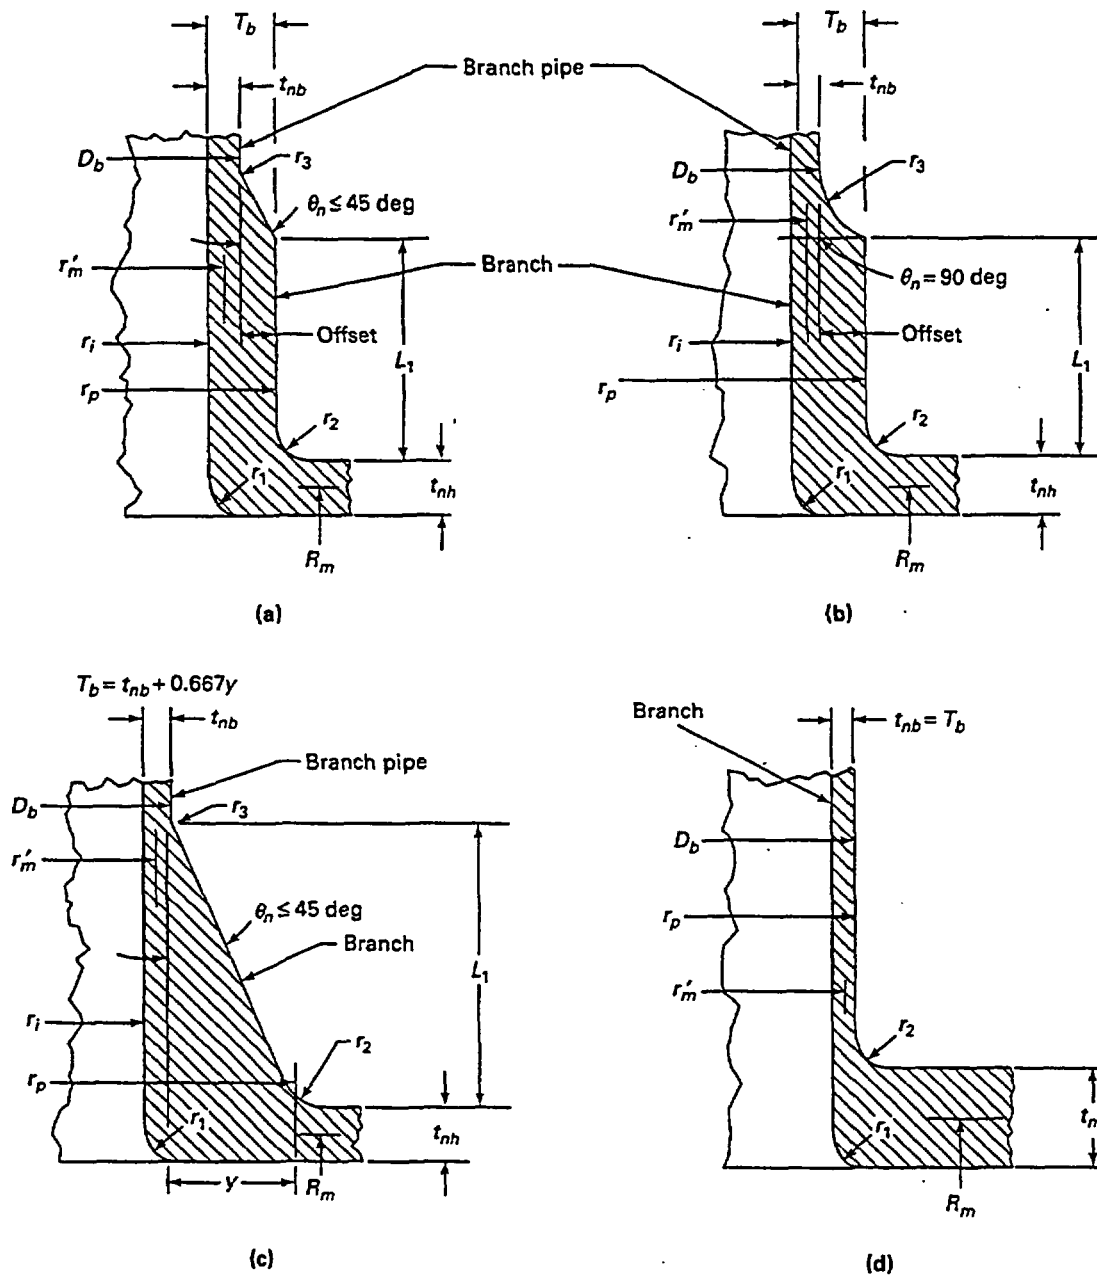 T_b
T_b
Branch pipe
t_nb
t_nb
D_b
r_3
D_b
r_3
θ_n ≤ 45 deg
r'_m
r'_m
Branch
θ_n = 90 deg
r_i
Offset
L_1
r_i
Offset
L_1
r_p
r_p
r_2
r_2
r_1
t_nh
r_1
t_nh
R_m
R_m
(a)
(b)
T_b = t_nb + 0.667y
t_nb
Branch
t_nb = T_b
Branch pipe
D_b
r_3
D_b
r'_m
θ_n ≤ 45 deg
Branch
r_p
L_1
r'_m
r_i
r_2
r_2
r_p
r_1
t_nh
r_1
y
R_m
R_m
(c)
(d)